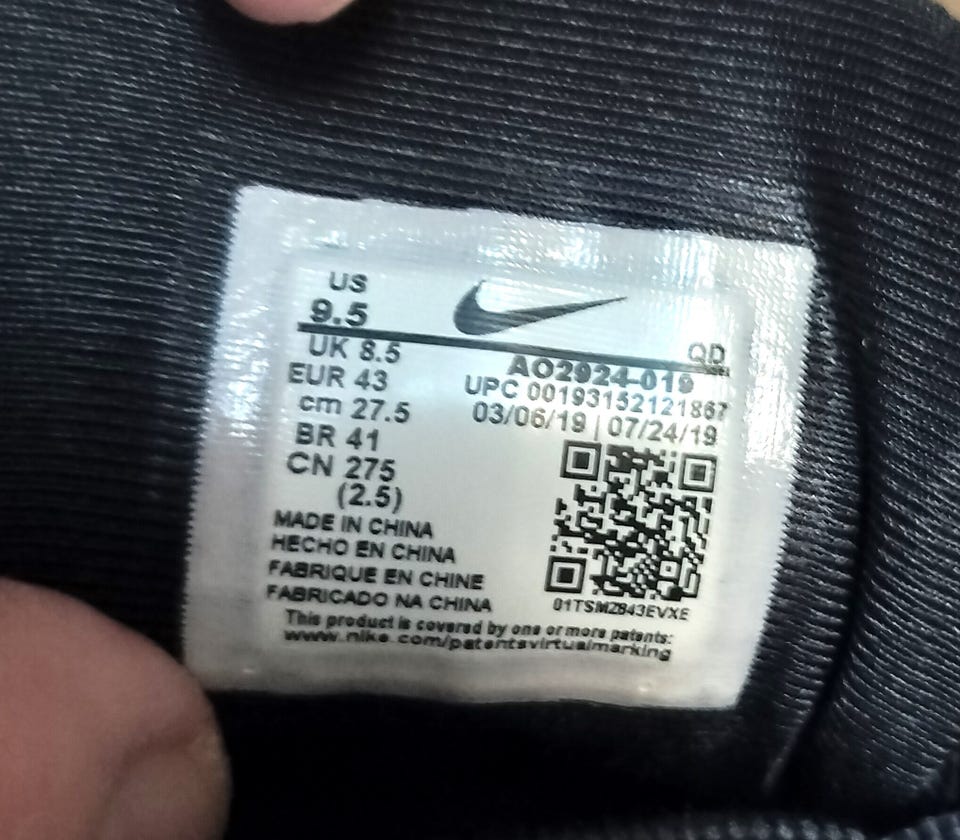 US
9.5
QD
UK 8.5
AO2924-019
EUR 43
UPC 00193152121867
cm 27.5
03/06/19 | 07/24/19
BR 41
CN 275
(2.5)
MADE IN CHINA
HECHO EN CHINA
FABRIQUE EN CHINE
FABRICADO NA CHINA
01TSMZ843EVXE
This product is covered by one or more patents:
www.nike.com/patentsvirtualmarking